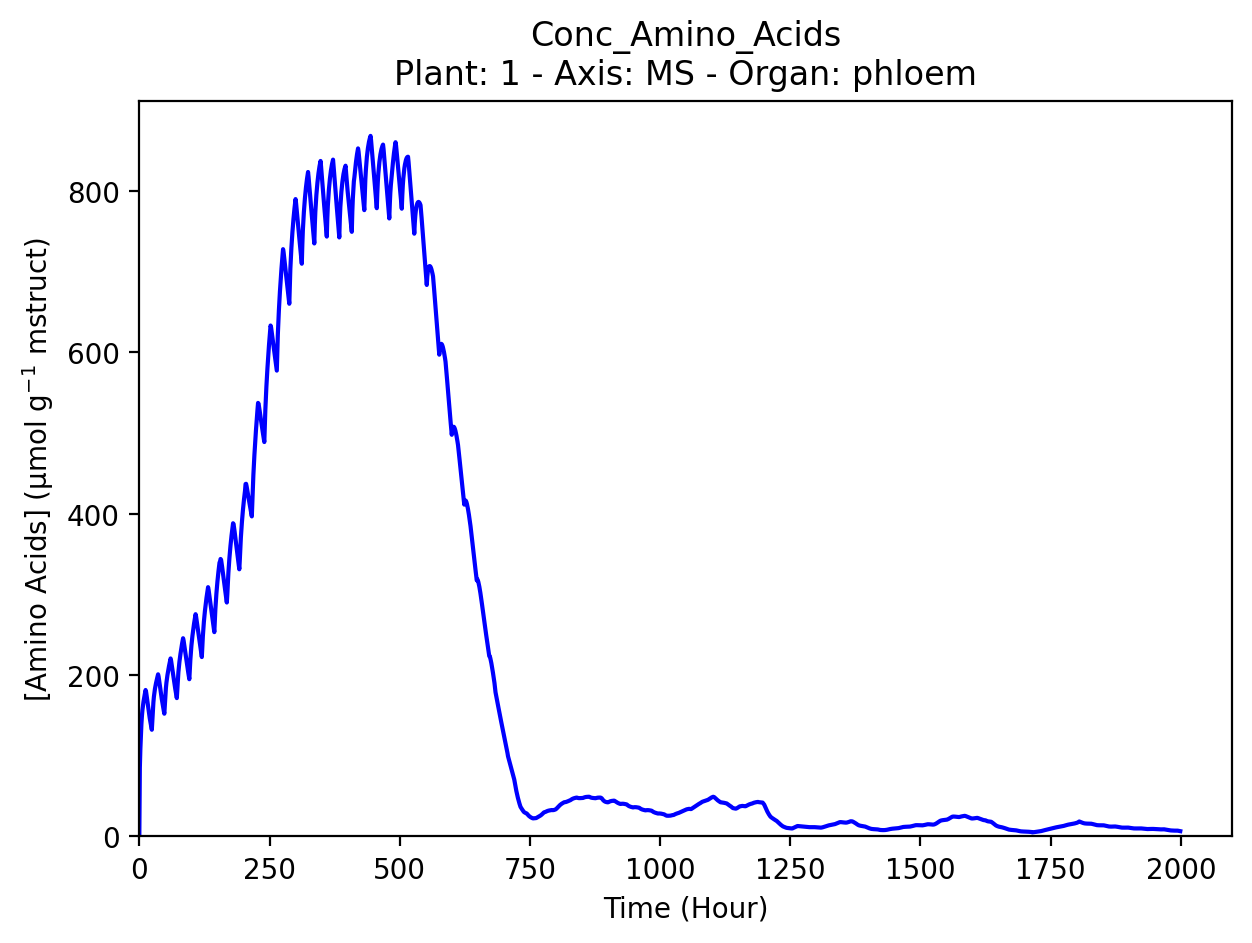 Conc_Amino_Acids
Plant: 1 - Axis: MS - Organ: phloem
[Amino Acids] (µmol g⁻¹ mstruct)
800
600
400
200
0
0 250 500 750 1000 1250 1500 1750 2000
Time (Hour)